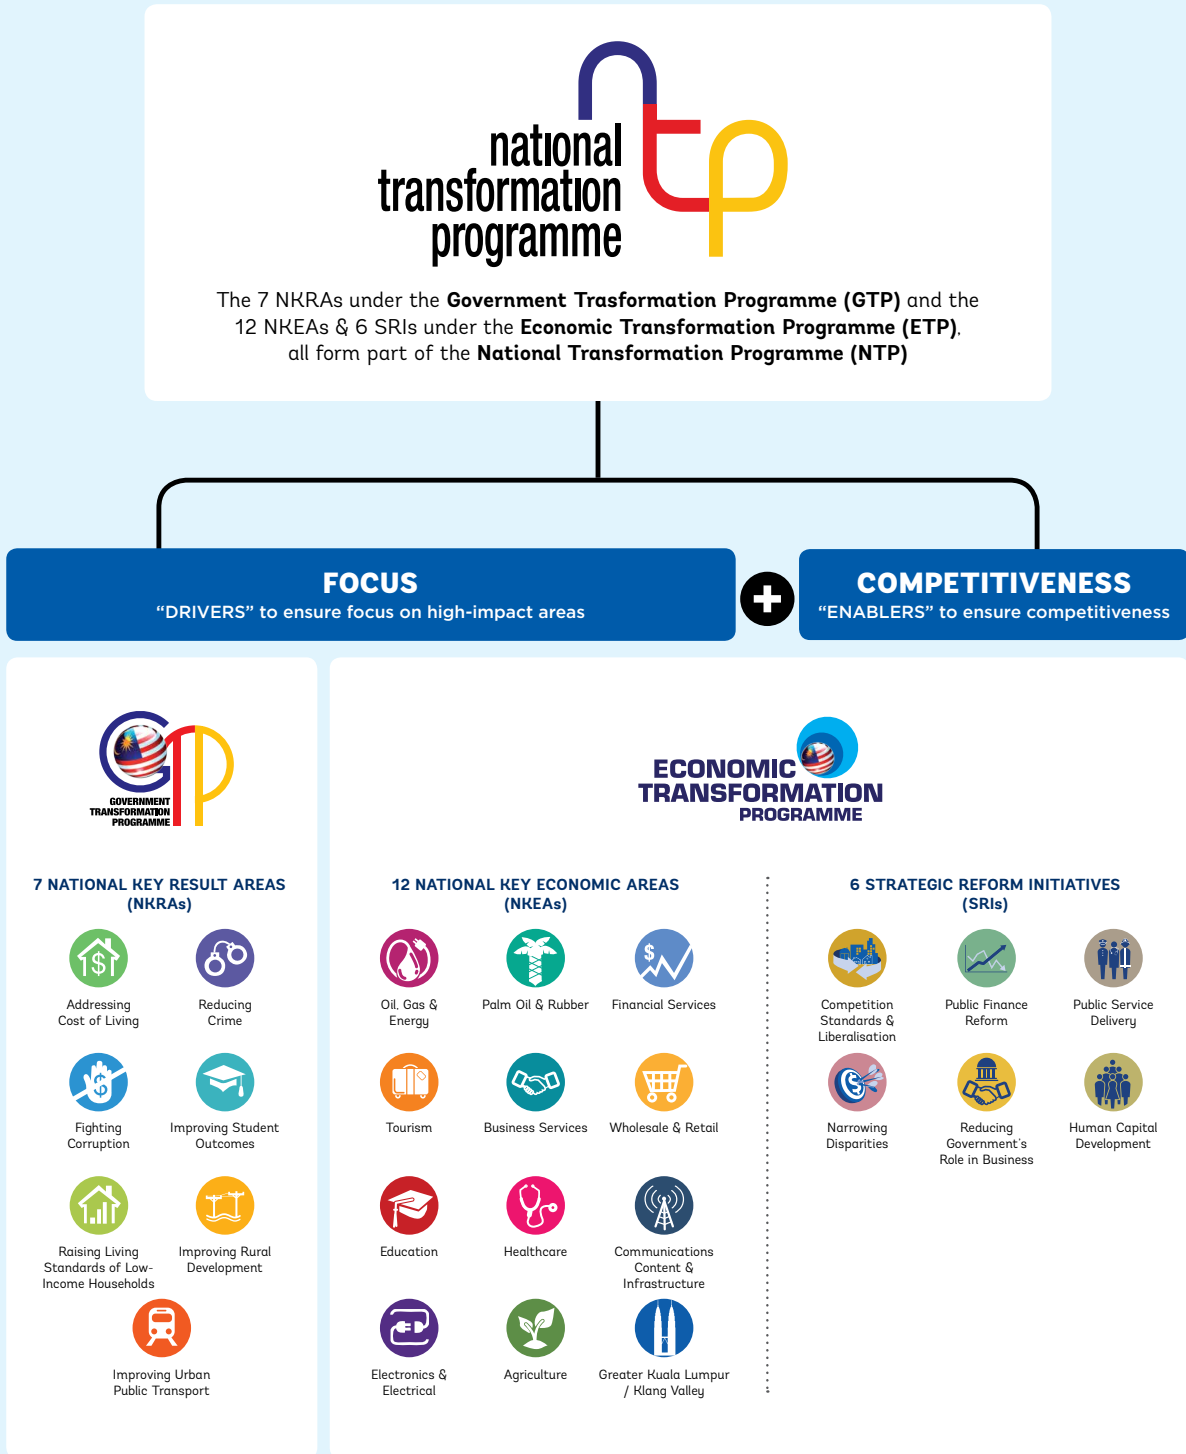 national
transformation
programme
ntp
The 7 NKRAs under the Government Trasformation Programme (GTP) and the
12 NKEAs & 6 SRIs under the Economic Transformation Programme (ETP),
all form part of the National Transformation Programme (NTP)
FOCUS
“DRIVERS” to ensure focus on high-impact areas
COMPETITIVENESS
“ENABLERS” to ensure competitiveness
GTP
GOVERNMENT
TRANSFORMATION
PROGRAMME
ECONOMIC
TRANSFORMATION
PROGRAMME
7 NATIONAL KEY RESULT AREAS
(NKRAs)
Addressing
Cost of Living
Reducing
Crime
Fighting
Corruption
Improving Student
Outcomes
Raising Living
Standards of Low-
Income Households
Improving Rural
Development
Improving Urban
Public Transport
12 NATIONAL KEY ECONOMIC AREAS
(NKEAs)
Oil, Gas &
Energy
Palm Oil & Rubber
Financial Services
Tourism
Business Services
Wholesale & Retail
Education
Healthcare
Communications
Content &
Infrastructure
Electronics &
Electrical
Agriculture
Greater Kuala Lumpur
/ Klang Valley
6 STRATEGIC REFORM INITIATIVES
(SRIs)
Competition
Standards &
Liberalisation
Public Finance
Reform
Public Service
Delivery
Narrowing
Disparities
Reducing
Government's
Role in Business
Human Capital
Development